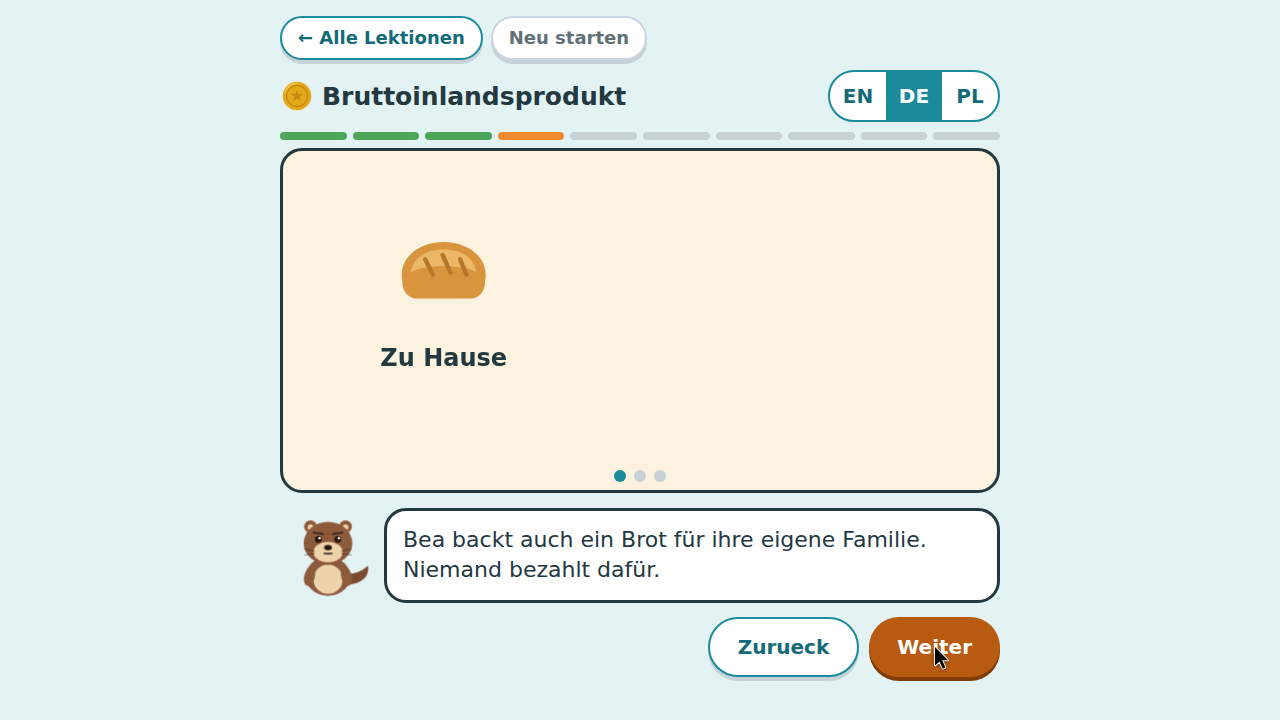 ← Alle Lektionen
Neu starten
Bruttoinlandsprodukt
EN DE PL
Zu Hause
Bea backt auch ein Brot für ihre eigene Familie.
Niemand bezahlt dafür.
Zurueck
Weiter